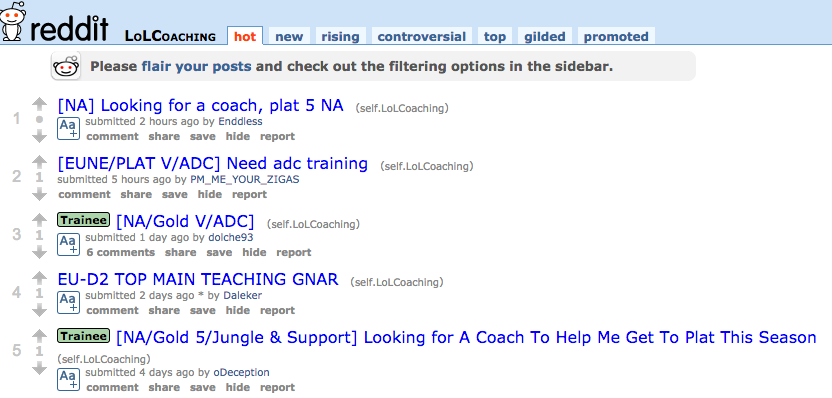 reddit LoLCoaching hot new rising controversial top gilded promoted
Please flair your posts and check out the filtering options in the sidebar.
1
[NA] Looking for a coach, plat 5 NA (self.LoLCoaching)
Aa+ submitted 2 hours ago by Enddless
comment share save hide report
2 1
[EUNE/PLAT V/ADC] Need adc training (self.LoLCoaching)
submitted 5 hours ago by PM_ME_YOUR_ZIGAS
comment share save hide report
3 1
Trainee [NA/Gold V/ADC] (self.LoLCoaching)
Aa+ submitted 1 day ago by dolche93
6 comments share save hide report
4 1
EU-D2 TOP MAIN TEACHING GNAR (self.LoLCoaching)
Aa+ submitted 2 days ago * by Daleker
comment share save hide report
5 1
Trainee [NA/Gold 5/Jungle & Support] Looking for A Coach To Help Me Get To Plat This Season
(self.LoLCoaching)
Aa+ submitted 4 days ago by oDeception
comment share save hide report